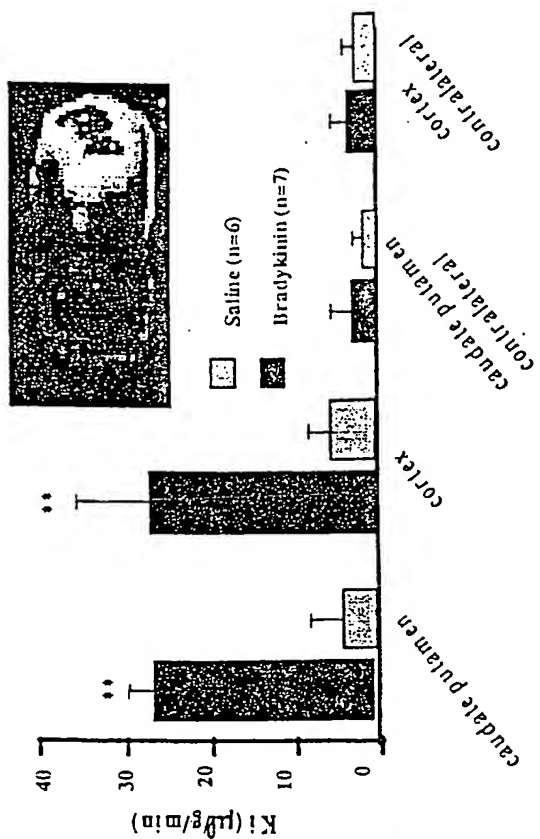 Ki (μℓ/g/min)
40
30
20
10
0
**
**
Saline (n=6)
Bradykinin (n=7)
caudate putamen
cortex
caudate putamen
contralateral
cortex
contralateral